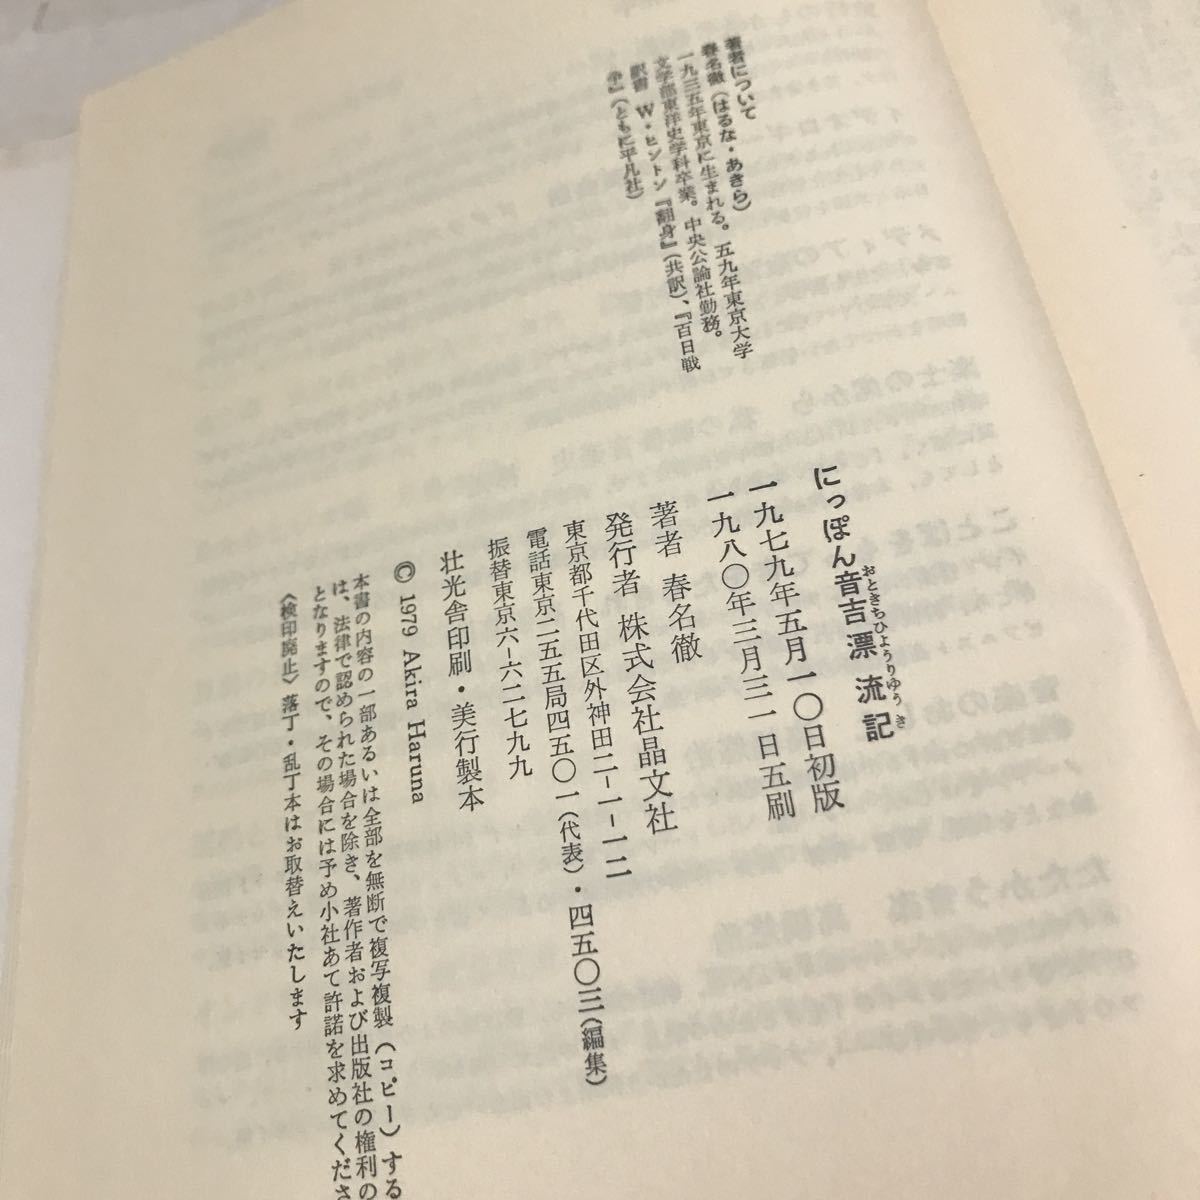 著者について
春名徹(はるな・あきら)
一九三五年東京に生まれる。五九年東京大学
文学部東洋史学科卒業。中央公論社勤務。
訳書 W・ヒントン『翻身』(共訳)、『百日戦
争』(ともに平凡社)
にっぽん音吉漂流記
おときちひようりゆうき
一九七九年五月一〇日初版
一九八〇年三月三一日五刷
著者 春名徹
発行者 株式会社晶文社
東京都千代田区外神田二-一-一二
電話東京二五五局四五〇一(代表)・四五〇三(編集)
振替東京六-六二七九九
壮光舎印刷・美行製本
© 1979 Akira Haruna
本書の内容の一部あるいは全部を無断で複写複製(コピー)する
は、法律で認められた場合を除き、著作者および出版社の権利の
となりますので、その場合には予め小社あて許諾を求めてくださ
〈検印廃止〉落丁・乱丁本はお取替えいたします